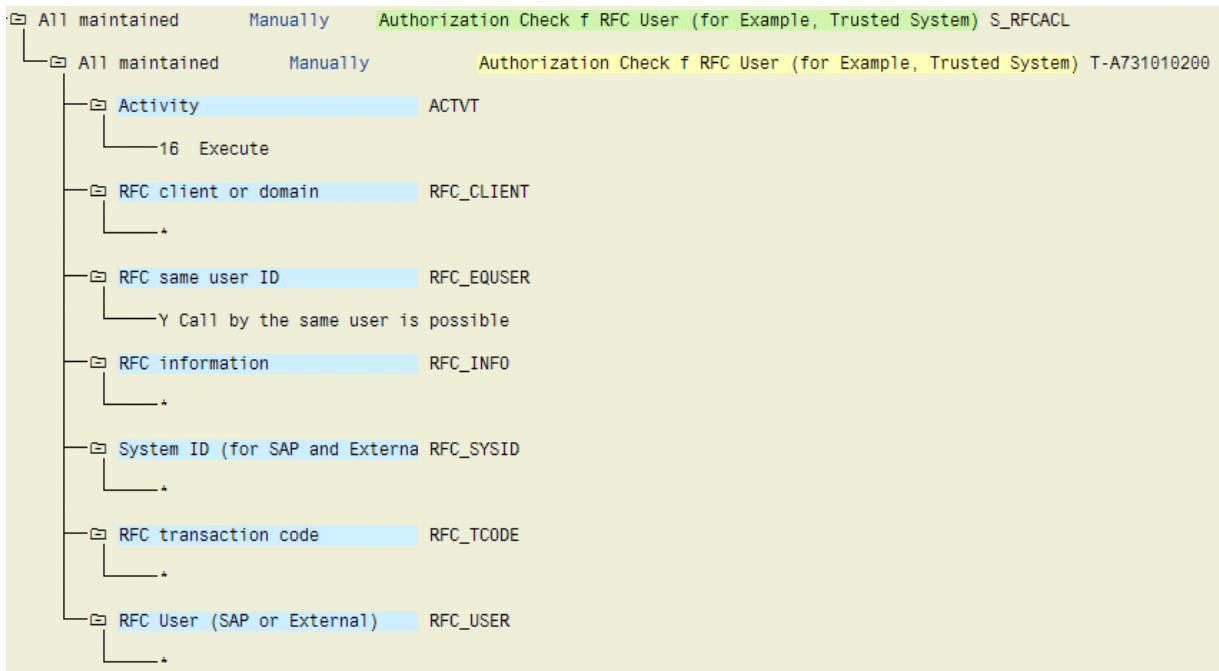 All maintained Manually Authorization Check f RFC User (for Example, Trusted System) S_RFCACL
All maintained Manually Authorization Check f RFC User (for Example, Trusted System) T-A731010200
Activity ACTVT
16 Execute
RFC client or domain RFC_CLIENT
*
RFC same user ID RFC_EQUSER
Y Call by the same user is possible
RFC information RFC_INFO
*
System ID (for SAP and Externa RFC_SYSID
*
RFC transaction code RFC_TCODE
*
RFC User (SAP or External) RFC_USER
*